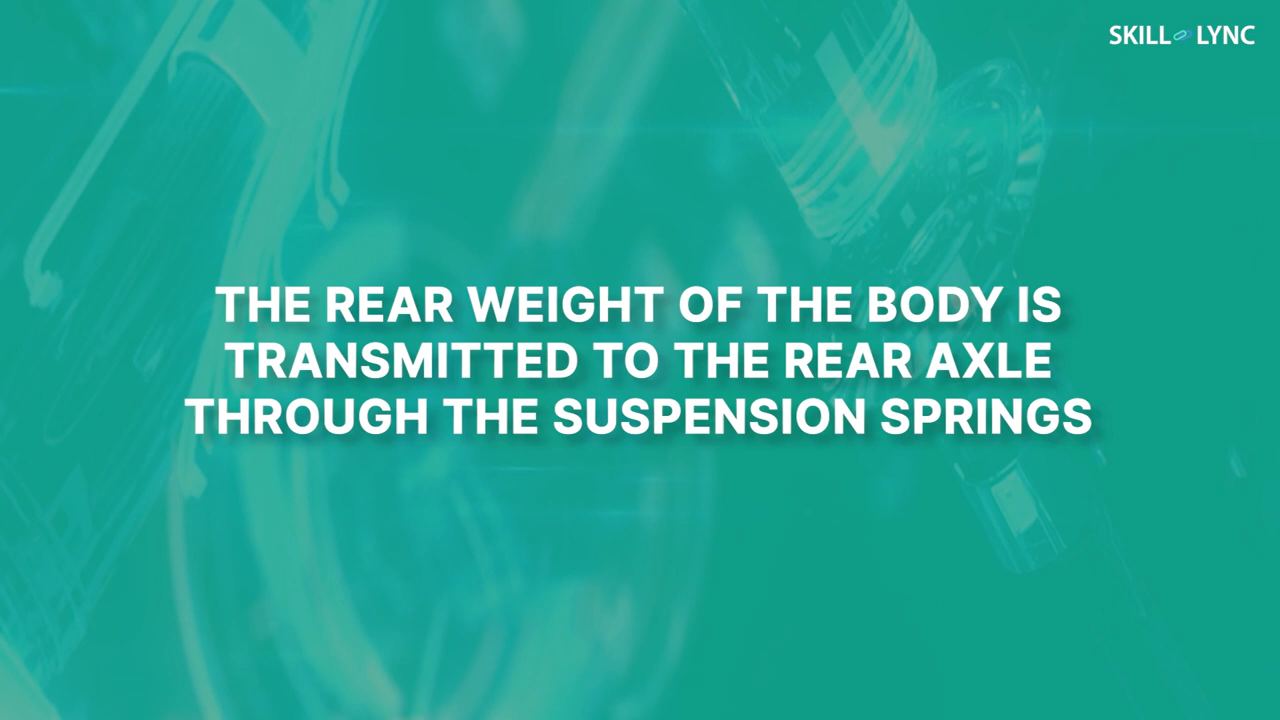 SKILL LYNC
THE REAR WEIGHT OF THE BODY IS
TRANSMITTED TO THE REAR AXLE
THROUGH THE SUSPENSION SPRINGS